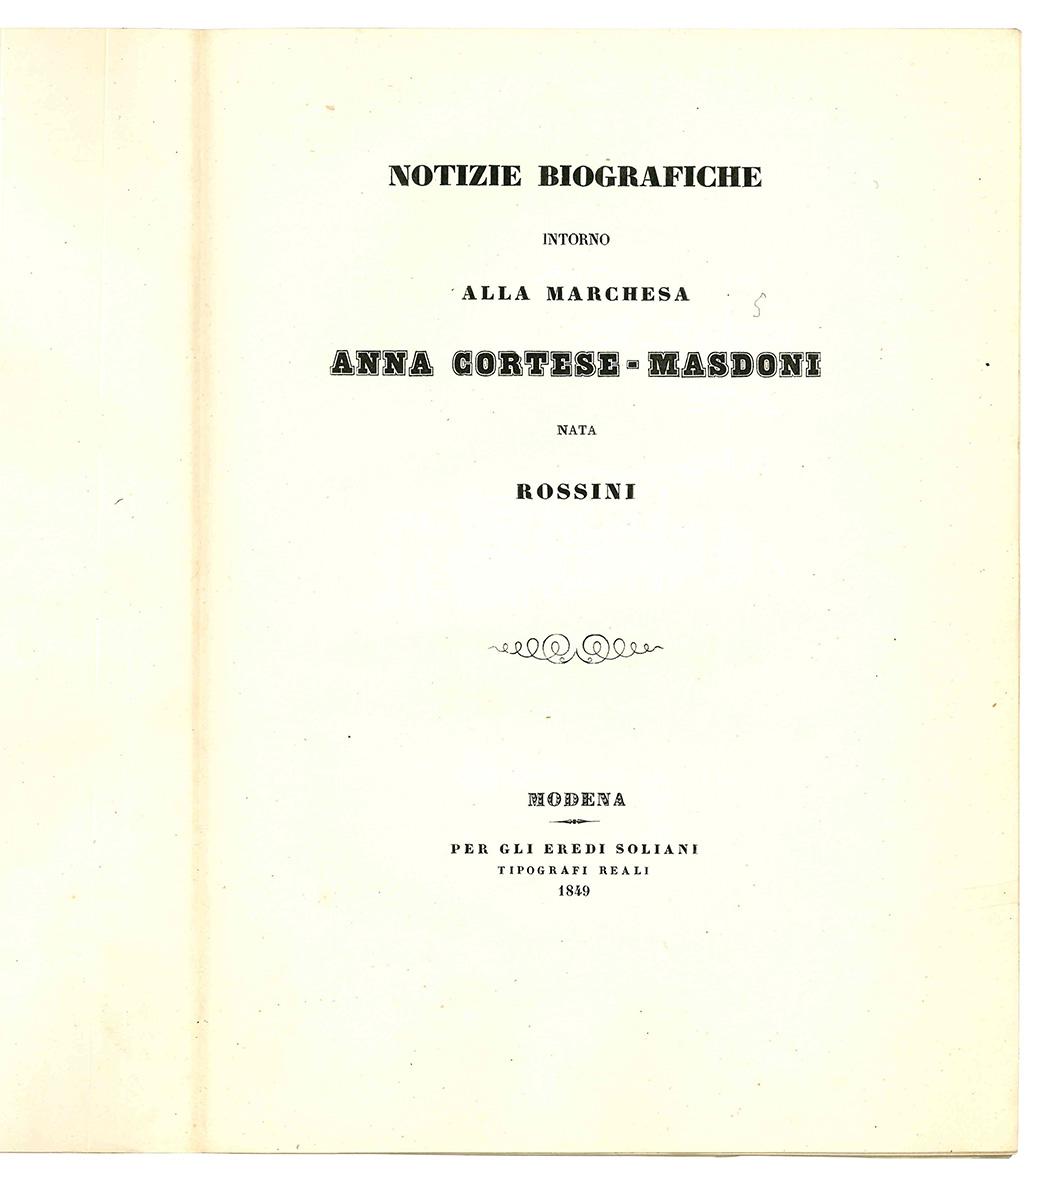 NOTIZIE BIOGRAFICHE
INTORNO
ALLA MARCHESA
ANNA CORTESE-MASDONI
NATA
ROSSINI
MODENA
PER GLI EREDI SOLIANI
TIPOGRAFI REALI
1849